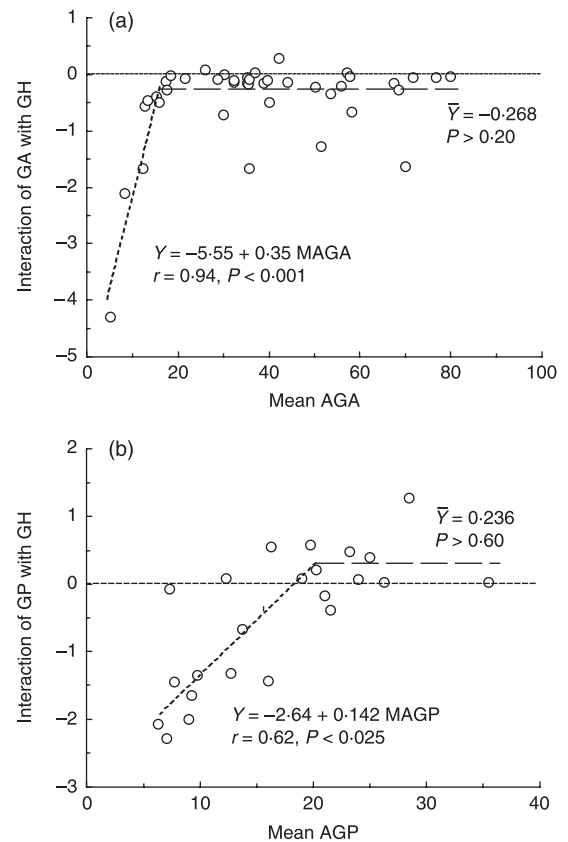 (a)
1
0
−1
−2
−3
−4
−5
Interaction of GA with GH
Y̅ = −0·268
P > 0·20
Y = −5·55 + 0·35 MAGA
r = 0·94, P < 0·001
0 20 40 60 80 100
Mean AGA
(b)
2
1
0
−1
−2
−3
Interaction of GP with GH
Y̅ = 0·236
P > 0·60
Y = −2·64 + 0·142 MAGP
r = 0·62, P < 0·025
0 10 20 30 40
Mean AGP